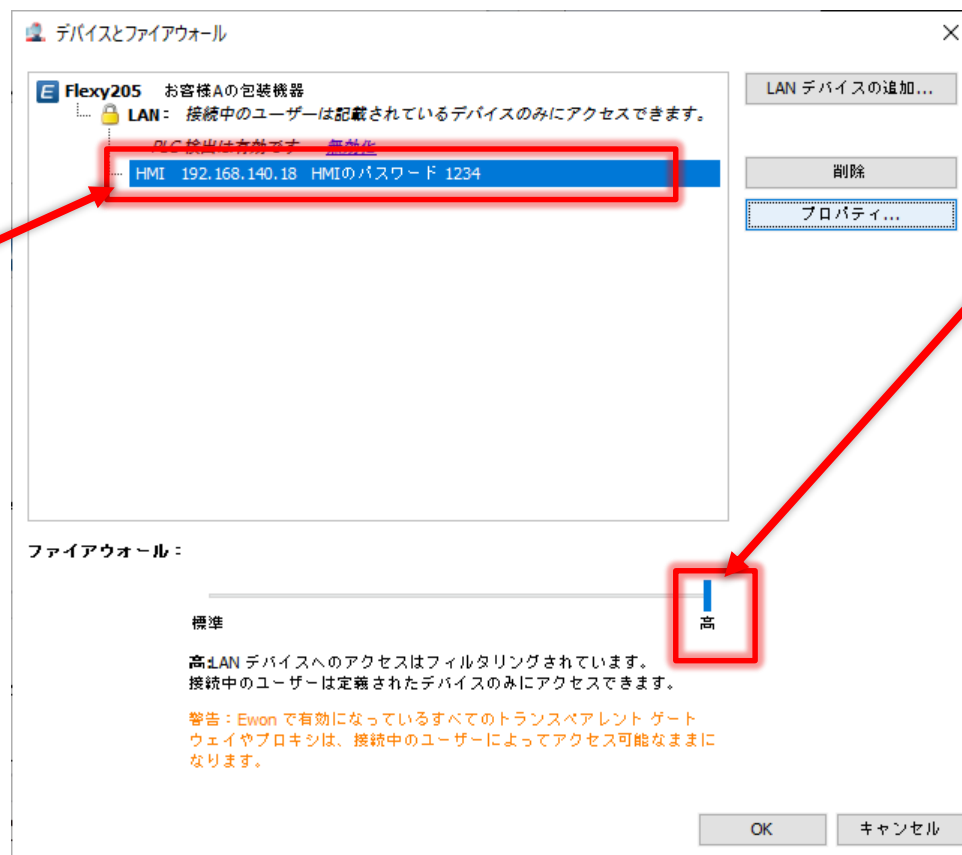 デバイスとファイアウォール
Flexy205 お客様Aの包装機器
LAN: 接続中のユーザーは記載されているデバイスのみにアクセスできます。
PLC 検出は有効です 無効化
HMI 192.168.140.18 HMIのパスワード 1234
LAN デバイスの追加...
削除
プロパティ...
ファイアウォール:
標準 高
高:LAN デバイスへのアクセスはフィルタリングされています。
接続中のユーザーは定義されたデバイスのみにアクセスできます。
警告:Ewon で有効になっているすべてのトランスペアレント ゲート
ウェイやプロキシは、接続中のユーザーによってアクセス可能なままに
なります。
OK キャンセル